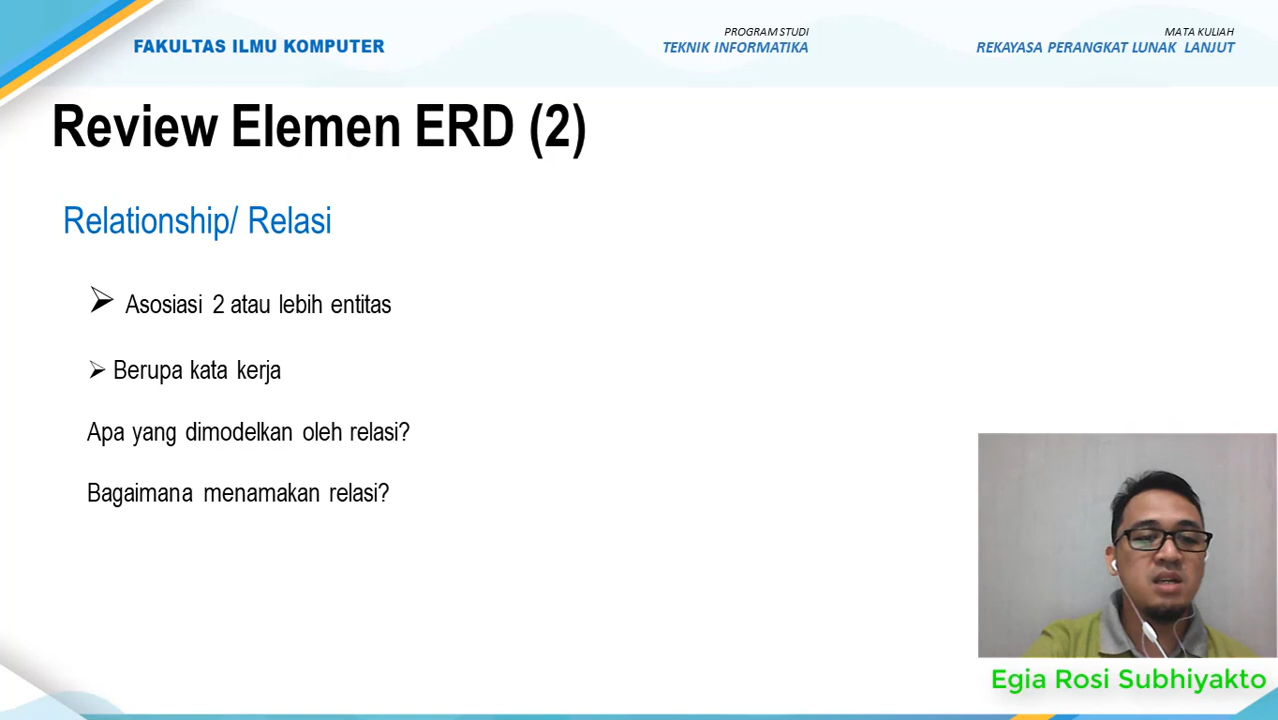 FAKULTAS ILMU KOMPUTER
PROGRAM STUDI
TEKNIK INFORMATIKA
MATA KULIAH
REKAYASA PERANGKAT LUNAK LANJUT
Review Elemen ERD (2)
Relationship/ Relasi
Asosiasi 2 atau lebih entitas
Berupa kata kerja
Apa yang dimodelkan oleh relasi?
Bagaimana menamakan relasi?
Egia Rosi Subhiyakto